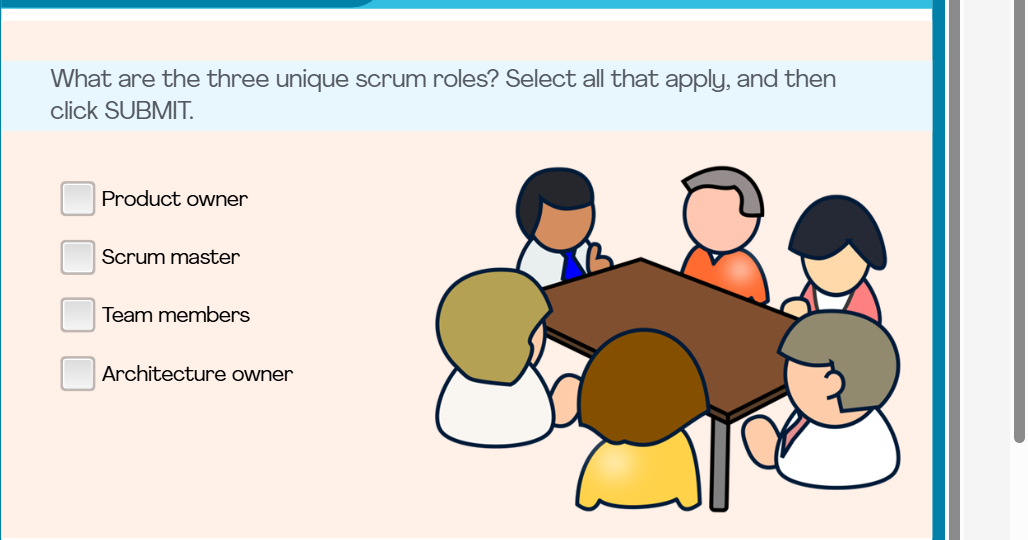 What are the three unique scrum roles? Select all that apply, and then
click SUBMIT.
Product owner
Scrum master
Team members
Architecture owner